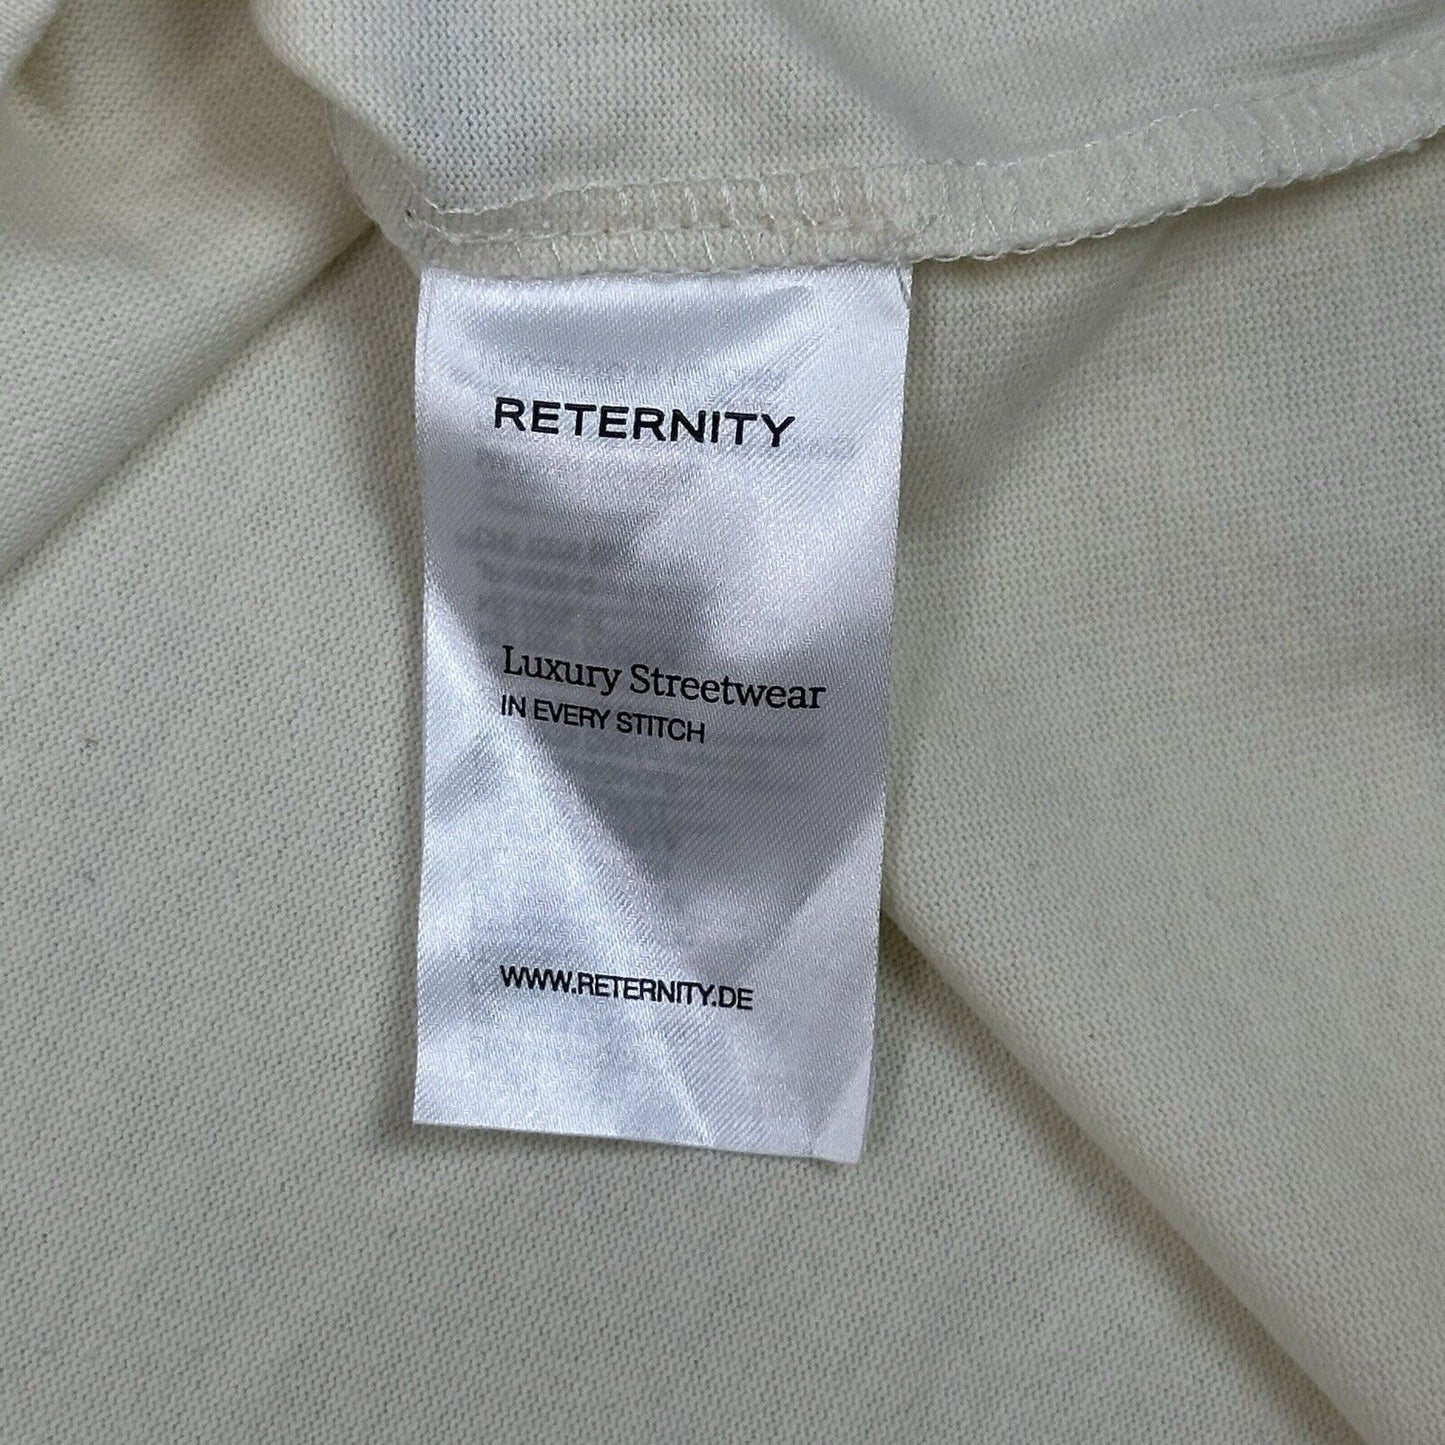 RETERNITY
Luxury Streetwear
IN EVERY STITCH
WWW.RETERNITY.DE